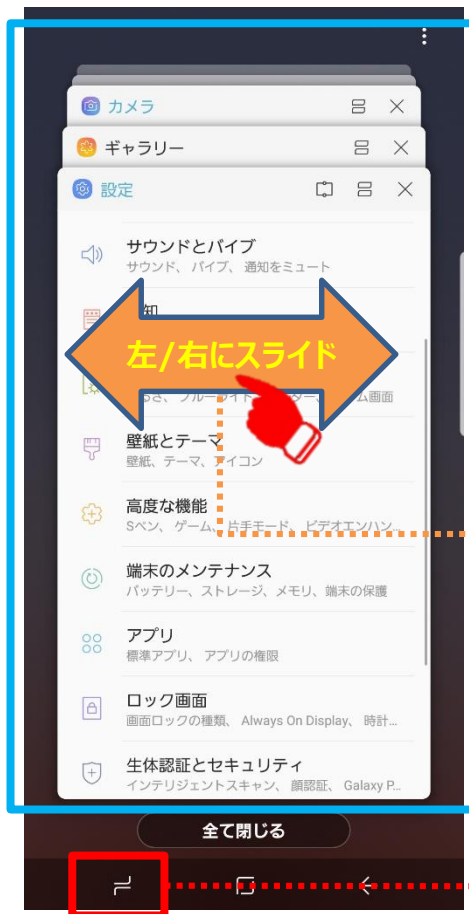 カメラ
ギャラリー
設定
サウンドとバイブ
サウンド、 バイブ、 通知をミュート
知
左/右にスライド
壁紙とテーマ
壁紙、テーマ、アイコン
高度な機能
Sペン、 ゲーム、 片手モード、 ビデオエンハン...
端末のメンテナンス
バッテリー、ストレージ、メモリ、端末の保護
アプリ
標準アプリ、 アプリの権限
ロック画面
画面ロックの種類、 Always On Display、 時計...
生体認証とセキュリティ
インテリジェントスキャン、 顔認証、 Galaxy P...
全て閉じる